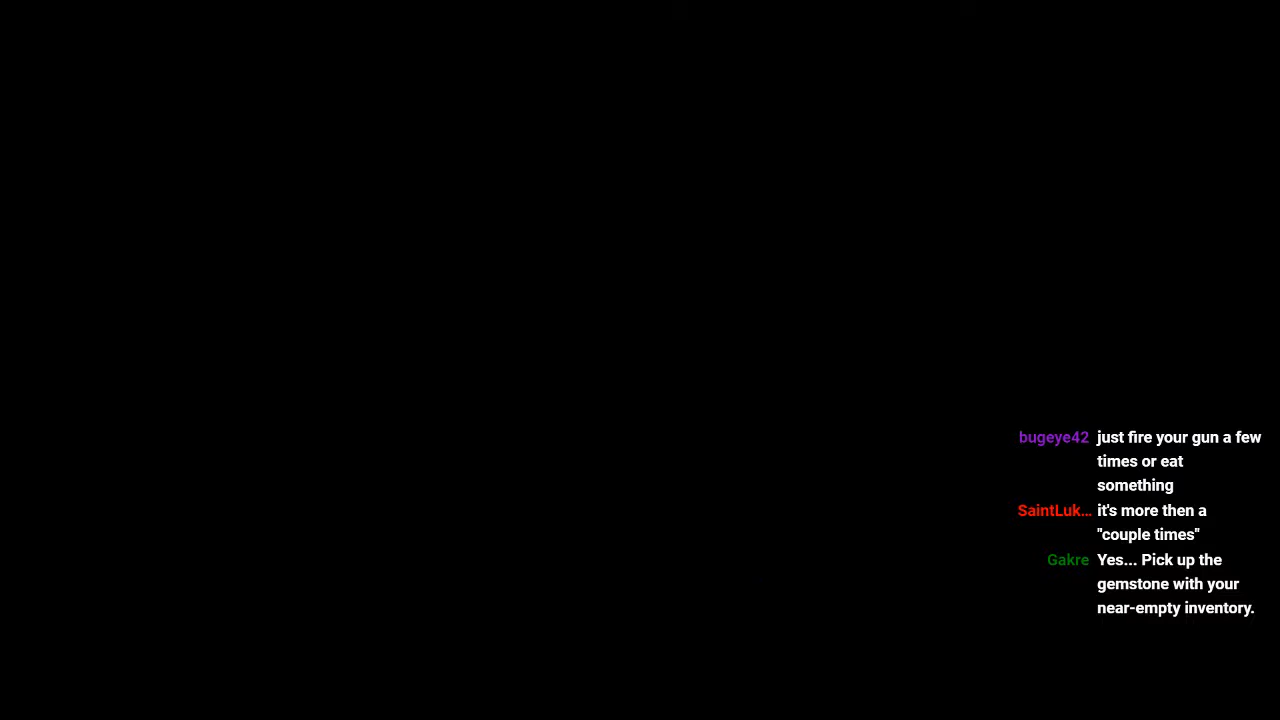 bugeye42 just fire your gun a few
times or eat
something
SaintLuk... it's more then a
"couple times"
Gakre Yes... Pick up the
gemstone with your
near-empty inventory.